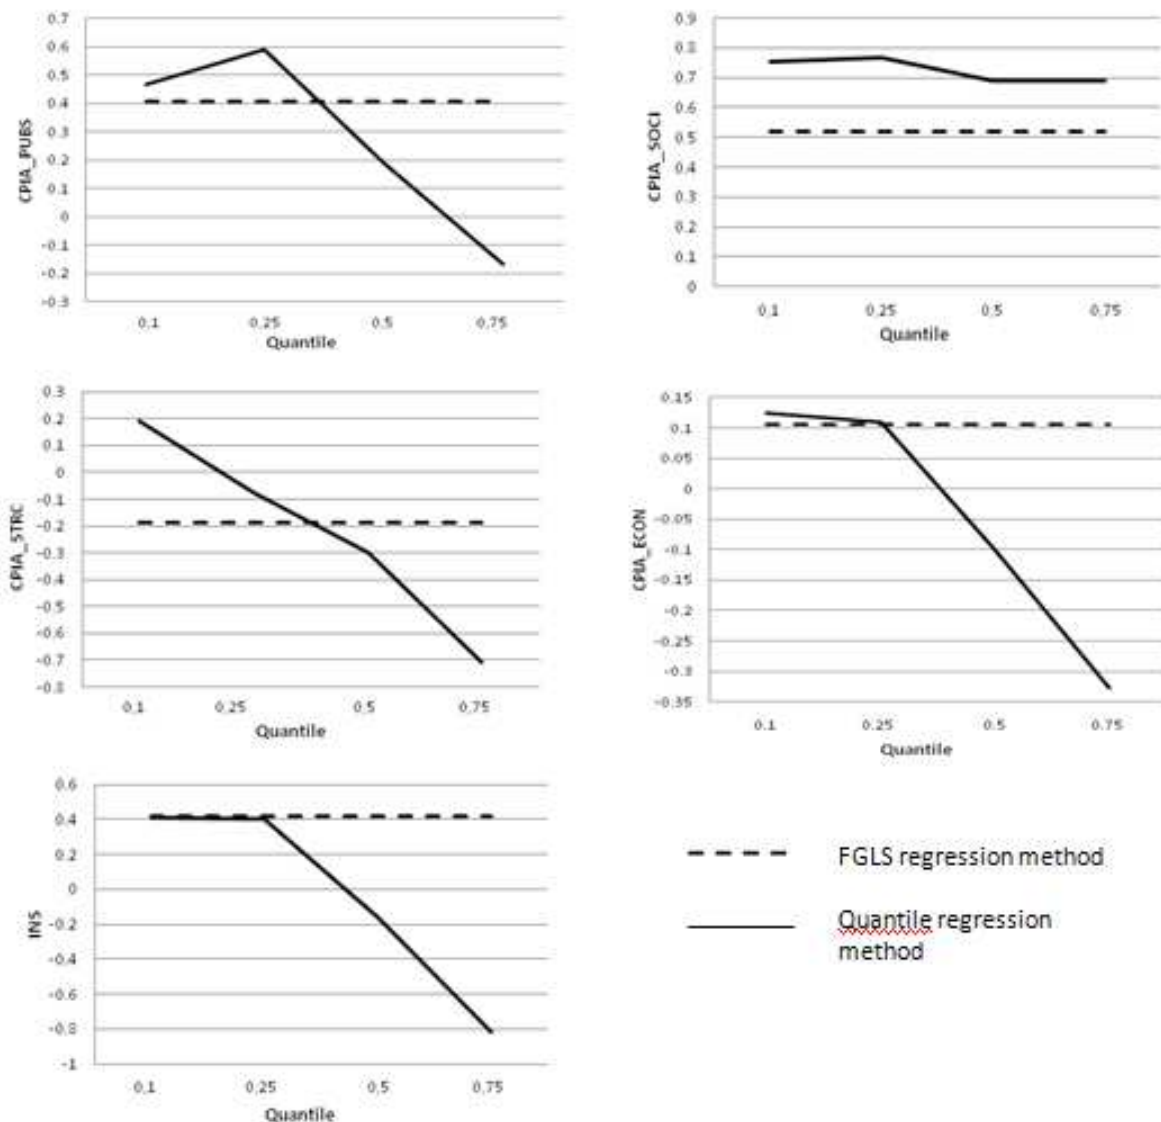 0.7
0.6
0.5
0.4
0.3
0.2
0.1
0
-0.1
-0.2
-0.3
CPIA_PUBS
0.1 0.25 0.5 0.75
Quantile
0.9
0.8
0.7
0.6
0.5
0.4
0.3
0.2
0.1
0
CPIA_SOCI
0.1 0.25 0.5 0.75
Quantile
0.3
0.2
0.1
0
-0.1
-0.2
-0.3
-0.4
-0.5
-0.6
-0.7
-0.8
CPIA_STRC
0.1 0.25 0.5 0.75
Quantile
0.15
0.1
0.05
0
-0.05
-0.1
-0.15
-0.2
-0.25
-0.3
-0.35
CPIA_ECON
0.1 0.25 0.5 0.75
Quantile
0.6
0.4
0.2
0
-0.2
-0.4
-0.6
-0.8
-1
INS
0.1 0.25 0.5 0.75
Quantile
FGLS regression method
Quantile regression
method